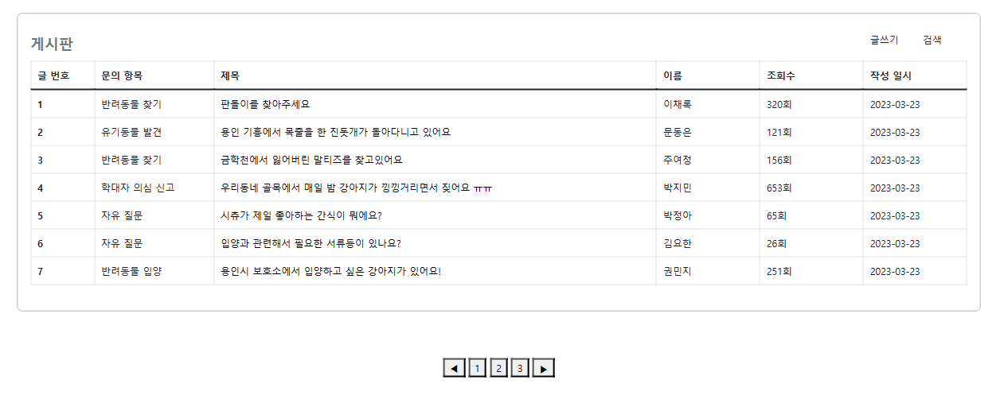 게시판
글쓰기 검색
글 번호 문의 항목 제목 이름 조회수 작성 일시
1 반려동물 찾기 판돌이를 찾아주세요 이채록 320회 2023-03-23
2 유기동물 발견 용인 기흥에서 목줄을 한 진돗개가 돌아다니고 있어요 문동은 121회 2023-03-23
3 반려동물 찾기 금학천에서 잃어버린 말티즈를 찾고있어요 주여정 156회 2023-03-23
4 학대자 의심 신고 우리동네 골목에서 매일 밤 강아지가 낑낑거리면서 짖어요 ㅠㅠ 박지민 653회 2023-03-23
5 자유 질문 시츄가 제일 좋아하는 간식이 뭐에요? 박정아 65회 2023-03-23
6 자유 질문 입양과 관련해서 필요한 서류등이 있나요? 김요한 26회 2023-03-23
7 반려동물 입양 용인시 보호소에서 입양하고 싶은 강아지가 있어요! 권민지 251회 2023-03-23
◀ 1 2 3 ▶